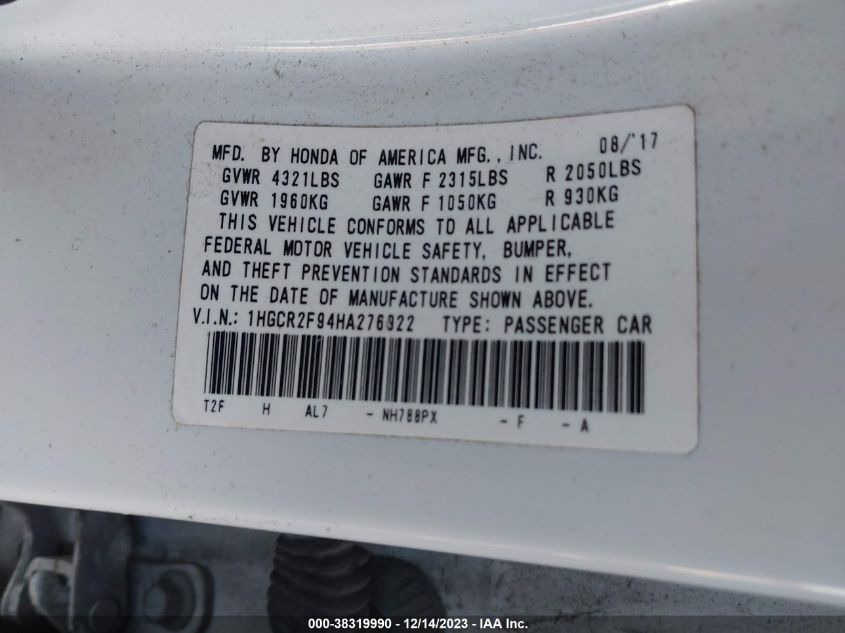 MFD. BY HONDA OF AMERICA MFG., INC. 08/'17
GVWR 4321LBS GAWR F 2315LBS R 2050LBS
GVWR 1960KG GAWR F 1050KG R 930KG
THIS VEHICLE CONFORMS TO ALL APPLICABLE
FEDERAL MOTOR VEHICLE SAFETY, BUMPER,
AND THEFT PREVENTION STANDARDS IN EFFECT
ON THE DATE OF MANUFACTURE SHOWN ABOVE.
V.I.N.: 1HGCR2F94HA276922 TYPE: PASSENGER CAR
T2F H AL7 - NH788PX - F - A
000-38319990 - 12/14/2023 - IAA Inc.